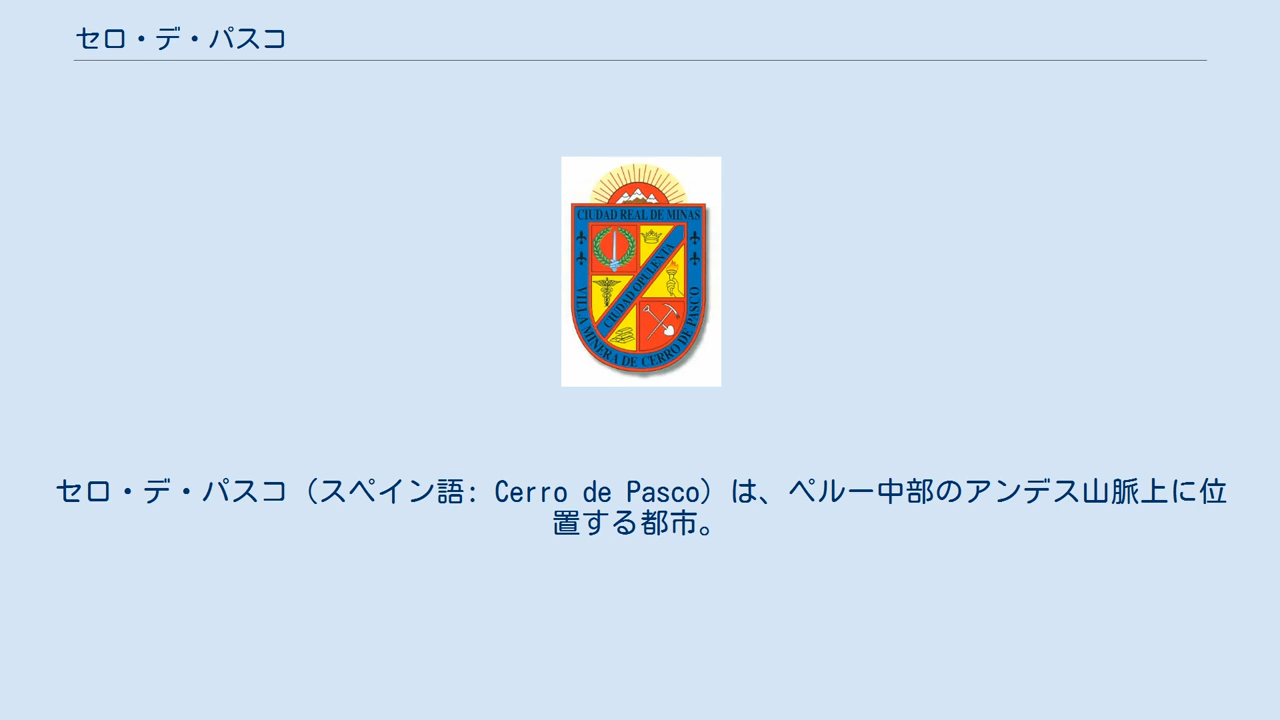 セロ・デ・パスコ
CIUDAD REAL DE MINAS
CIUDAD OPULENTA
VILLA MINERA DE CERRO DE PASCO
セロ・デ・パスコ（スペイン語: Cerro de Pasco）は、ペルー中部のアンデス山脈上に位
置する都市。